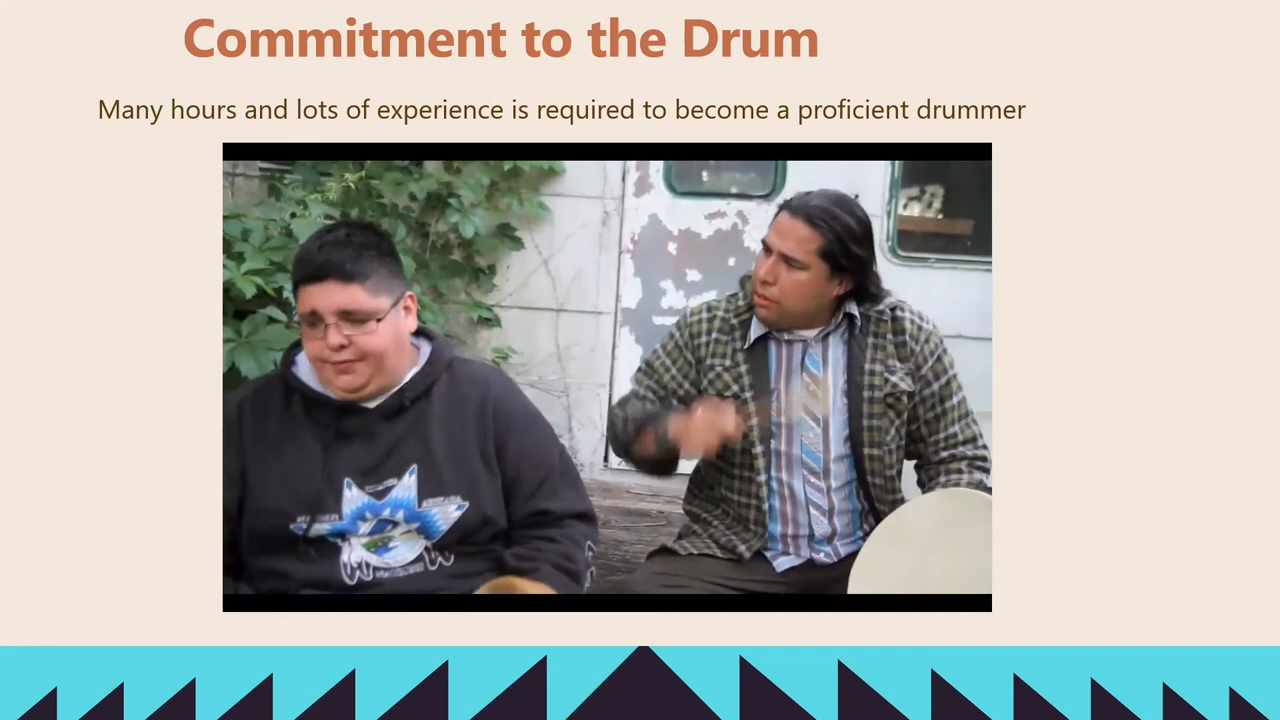 Commitment to the Drum
Many hours and lots of experience is required to become a proficient drummer